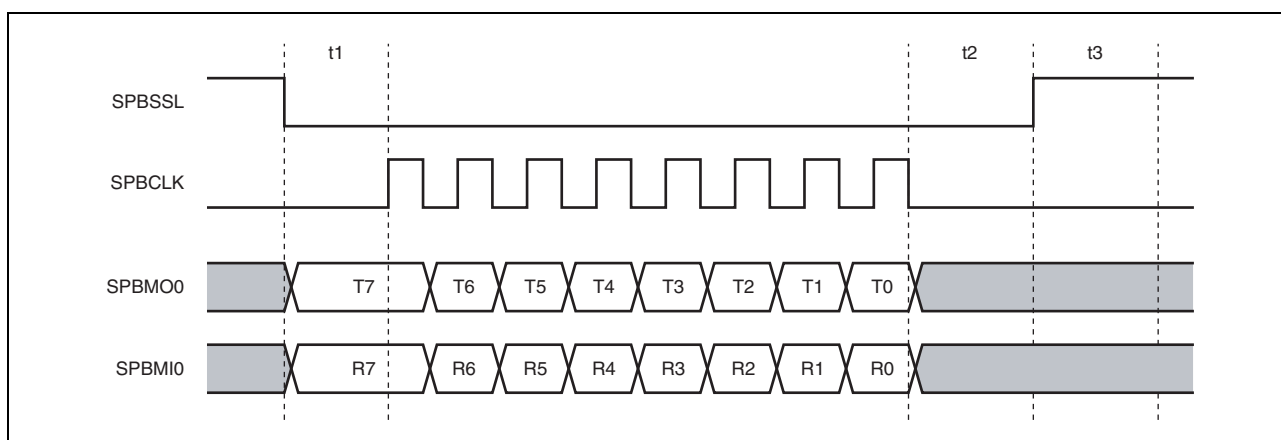 t1 t2 t3
SPBSSL
SPBCLK
SPBMO0 T7 T6 T5 T4 T3 T2 T1 T0
SPBMI0 R7 R6 R5 R4 R3 R2 R1 R0